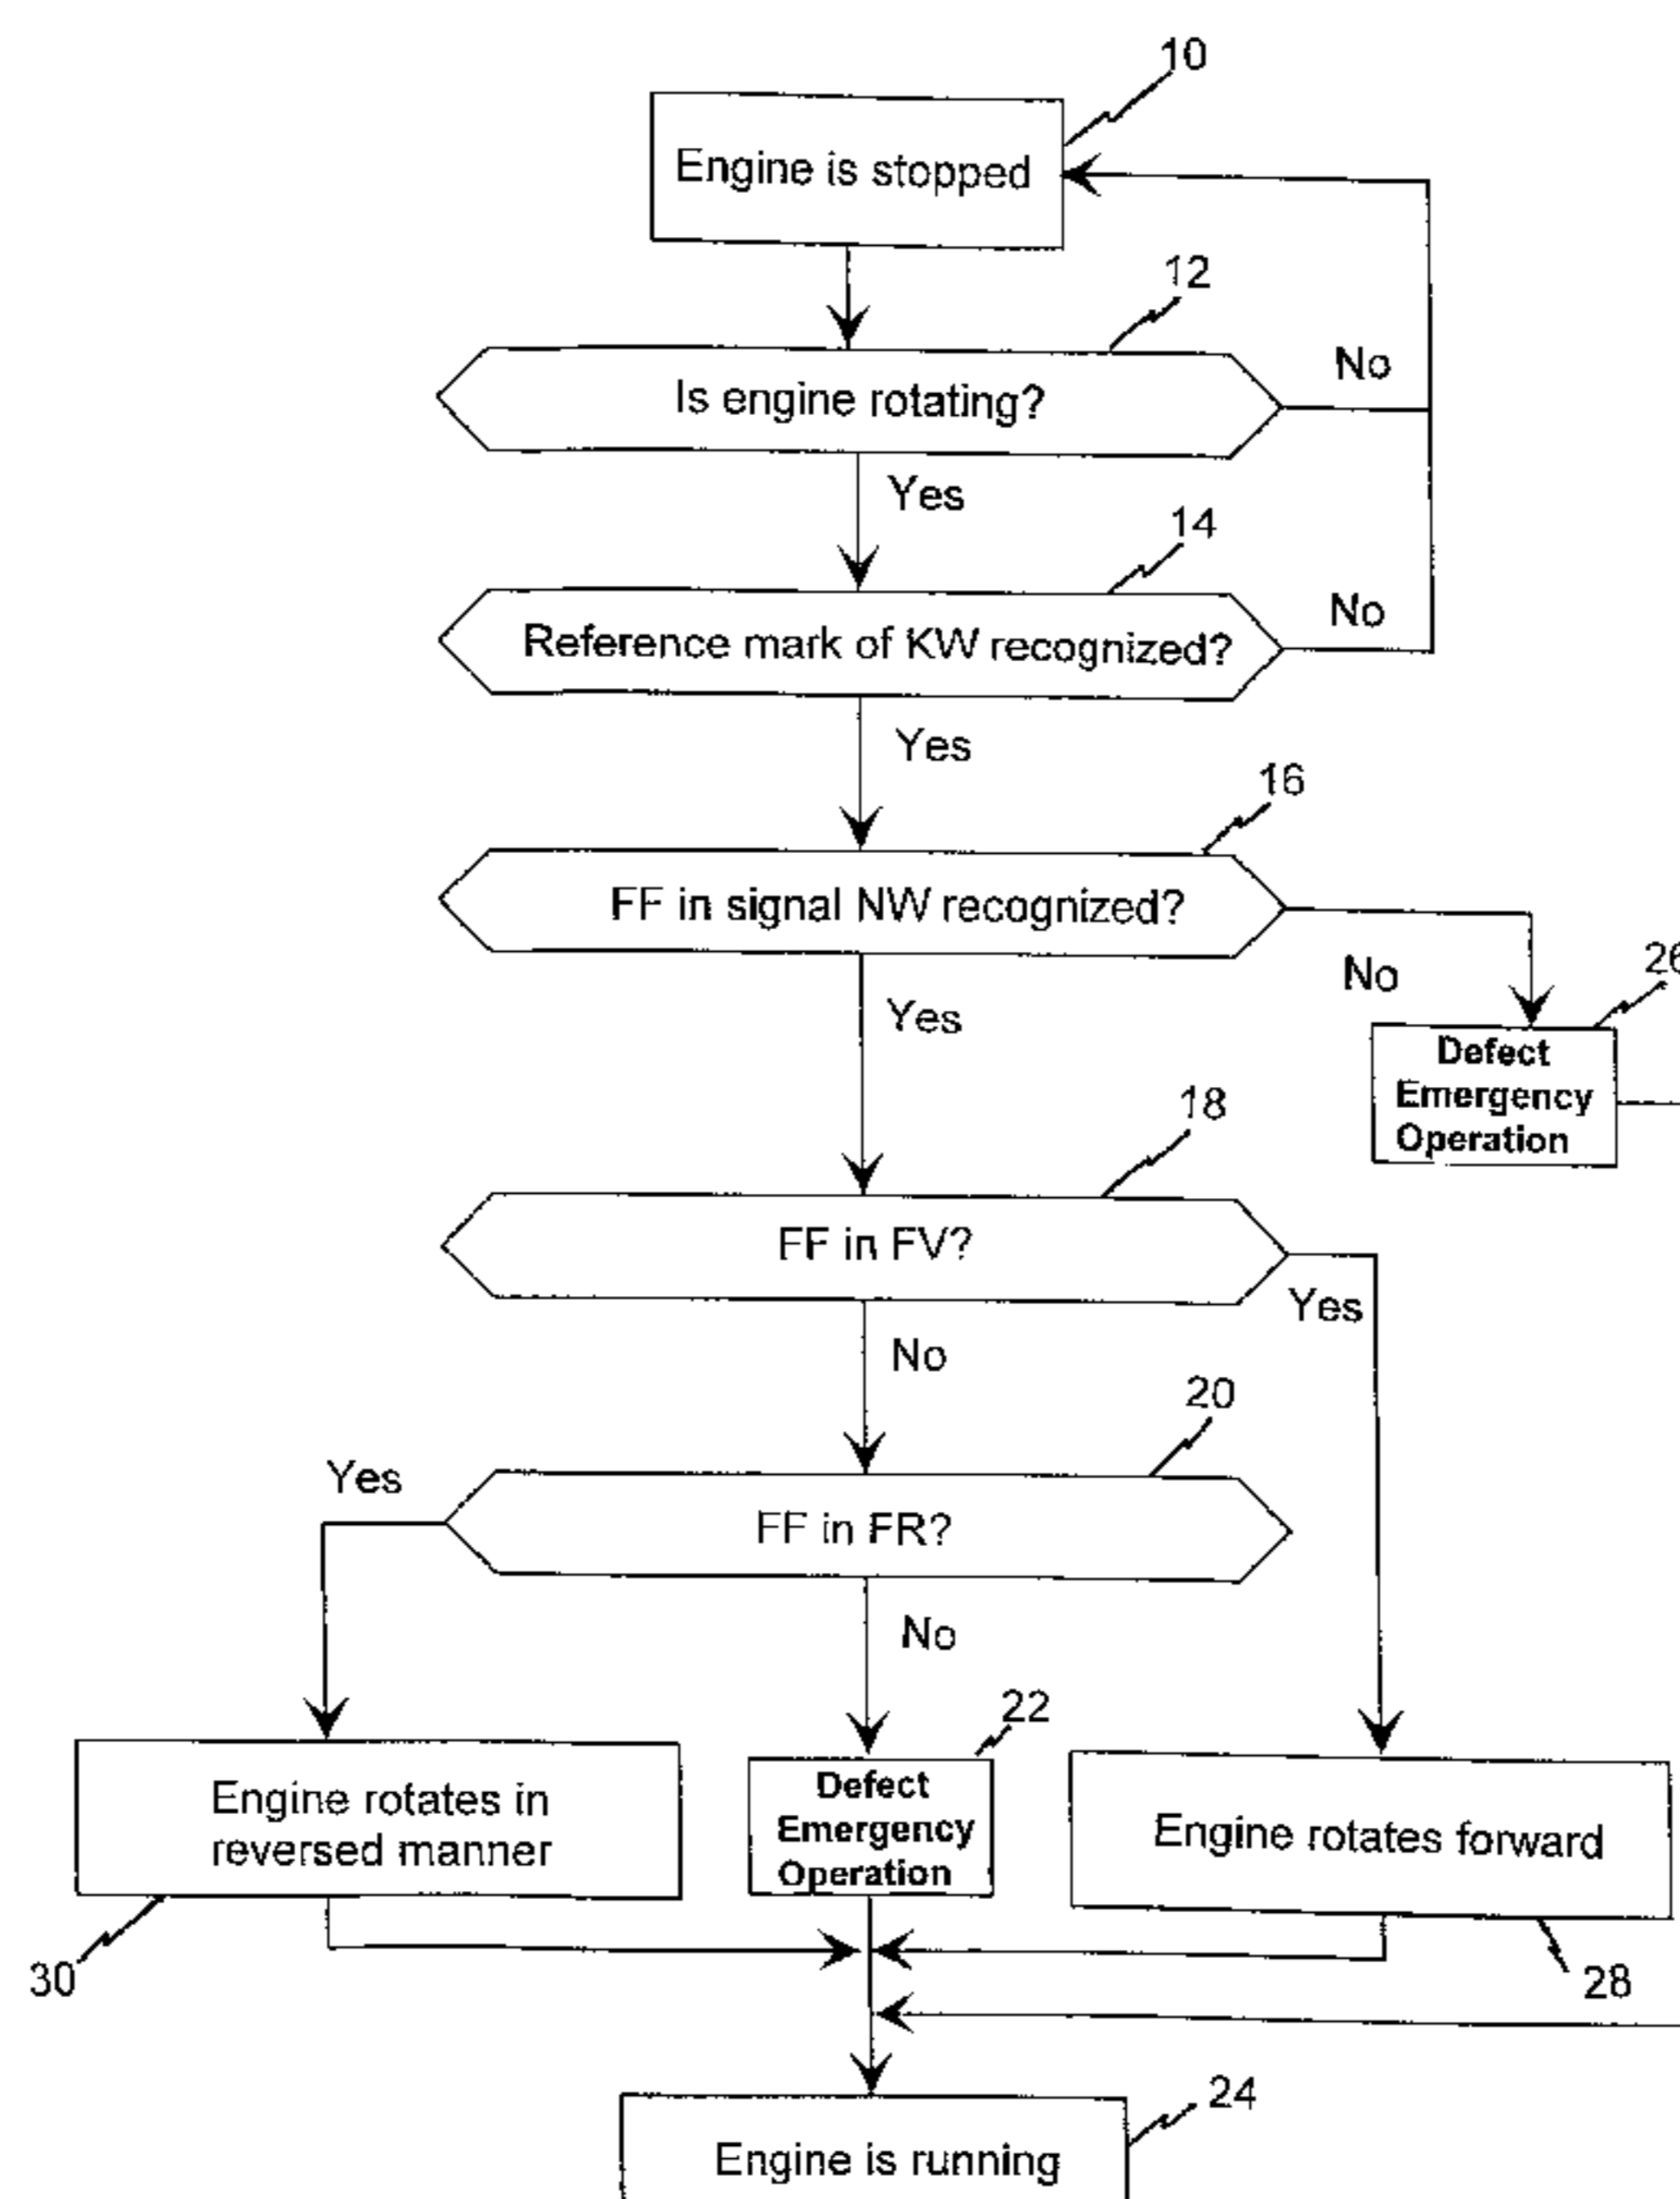 10
Engine is stopped
12
Is engine rotating?
No
Yes
14
Reference mark of KW recognized?
No
Yes
16
FF in signal NW recognized?
No
26
Yes
Defect
Emergency
Operation
18
FF in FV?
Yes
No
20
Yes
FF in FR?
No
22
Engine rotates in
reversed manner
Defect
Emergency
Operation
Engine rotates forward
30
28
24
Engine is running